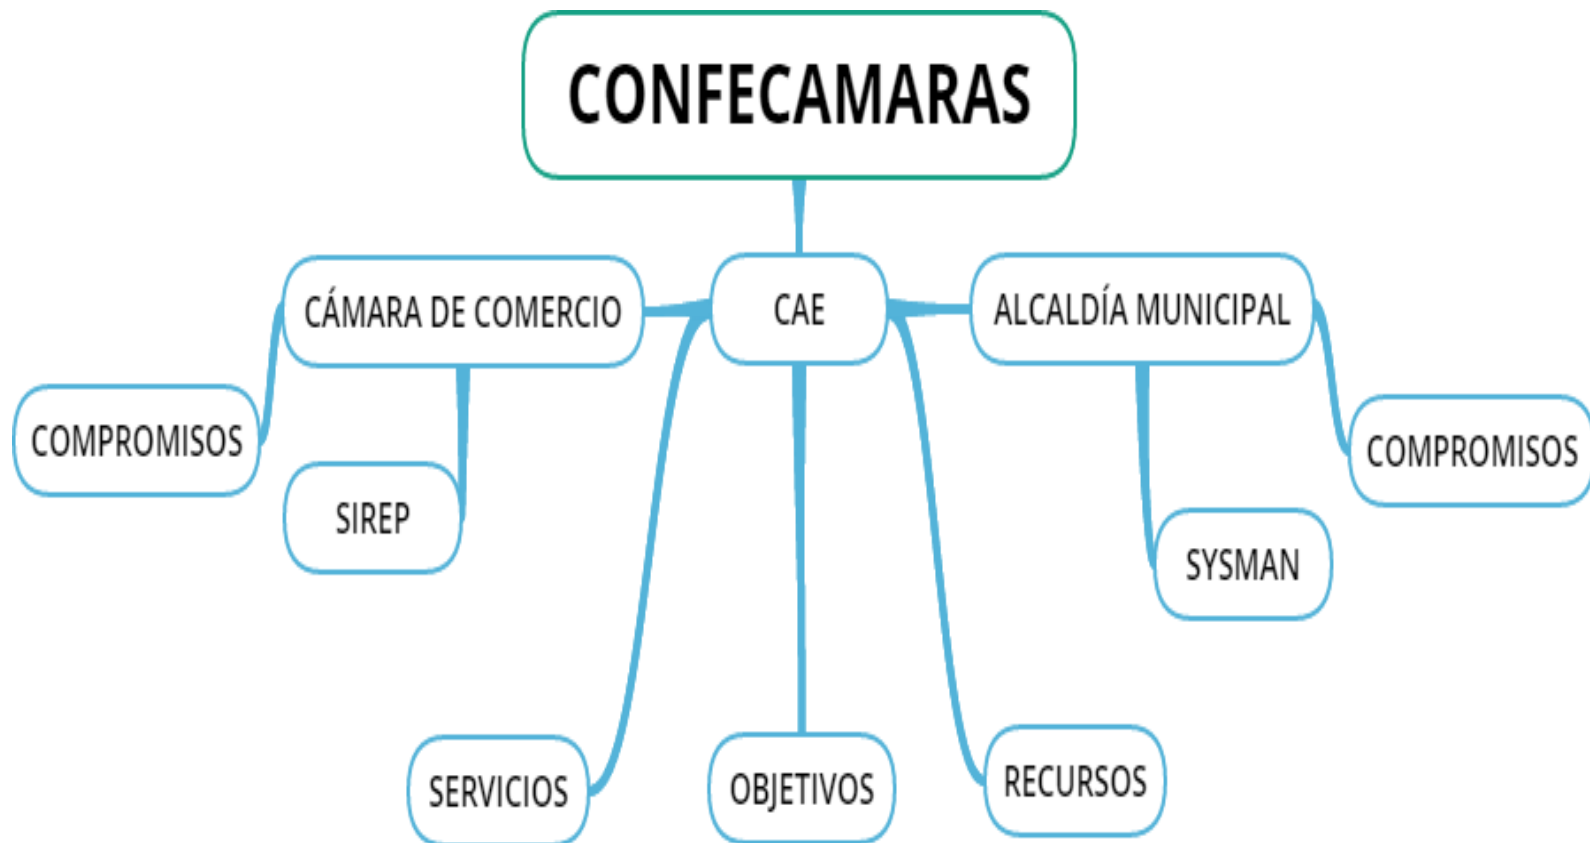 CONFECAMARAS
CÁMARA DE COMERCIO
CAE
ALCALDÍA MUNICIPAL
COMPROMISOS
COMPROMISOS
SIREP
SYSMAN
SERVICIOS
OBJETIVOS
RECURSOS